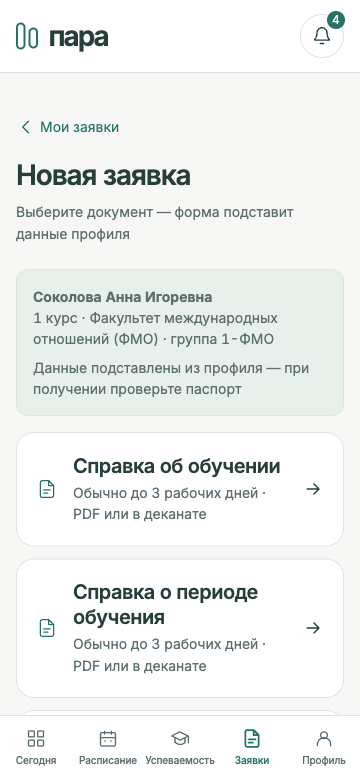 пара
4
Мои заявки
Новая заявка
Выберите документ — форма подставит
данные профиля
Соколова Анна Игоревна
1 курс · Факультет международных
отношений (ФМО) · группа 1-ФМО
Данные подставлены из профиля — при
получении проверьте паспорт
Справка об обучении
Обычно до 3 рабочих дней ·
PDF или в деканате
Справка о периоде
обучения
Обычно до 3 рабочих дней ·
PDF или в деканате
Сегодня
Расписание
Успеваемость
Заявки
Профиль